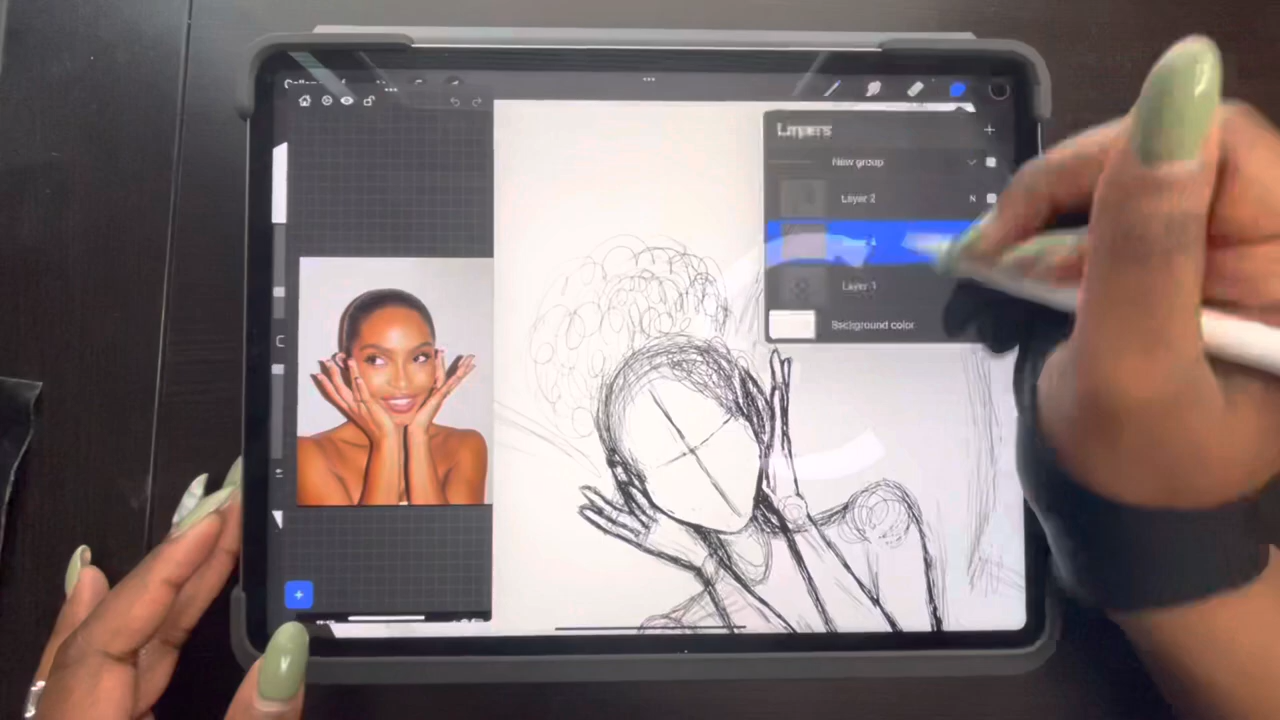 Layers
New group
Layer 2
N
Layer 1
Background color